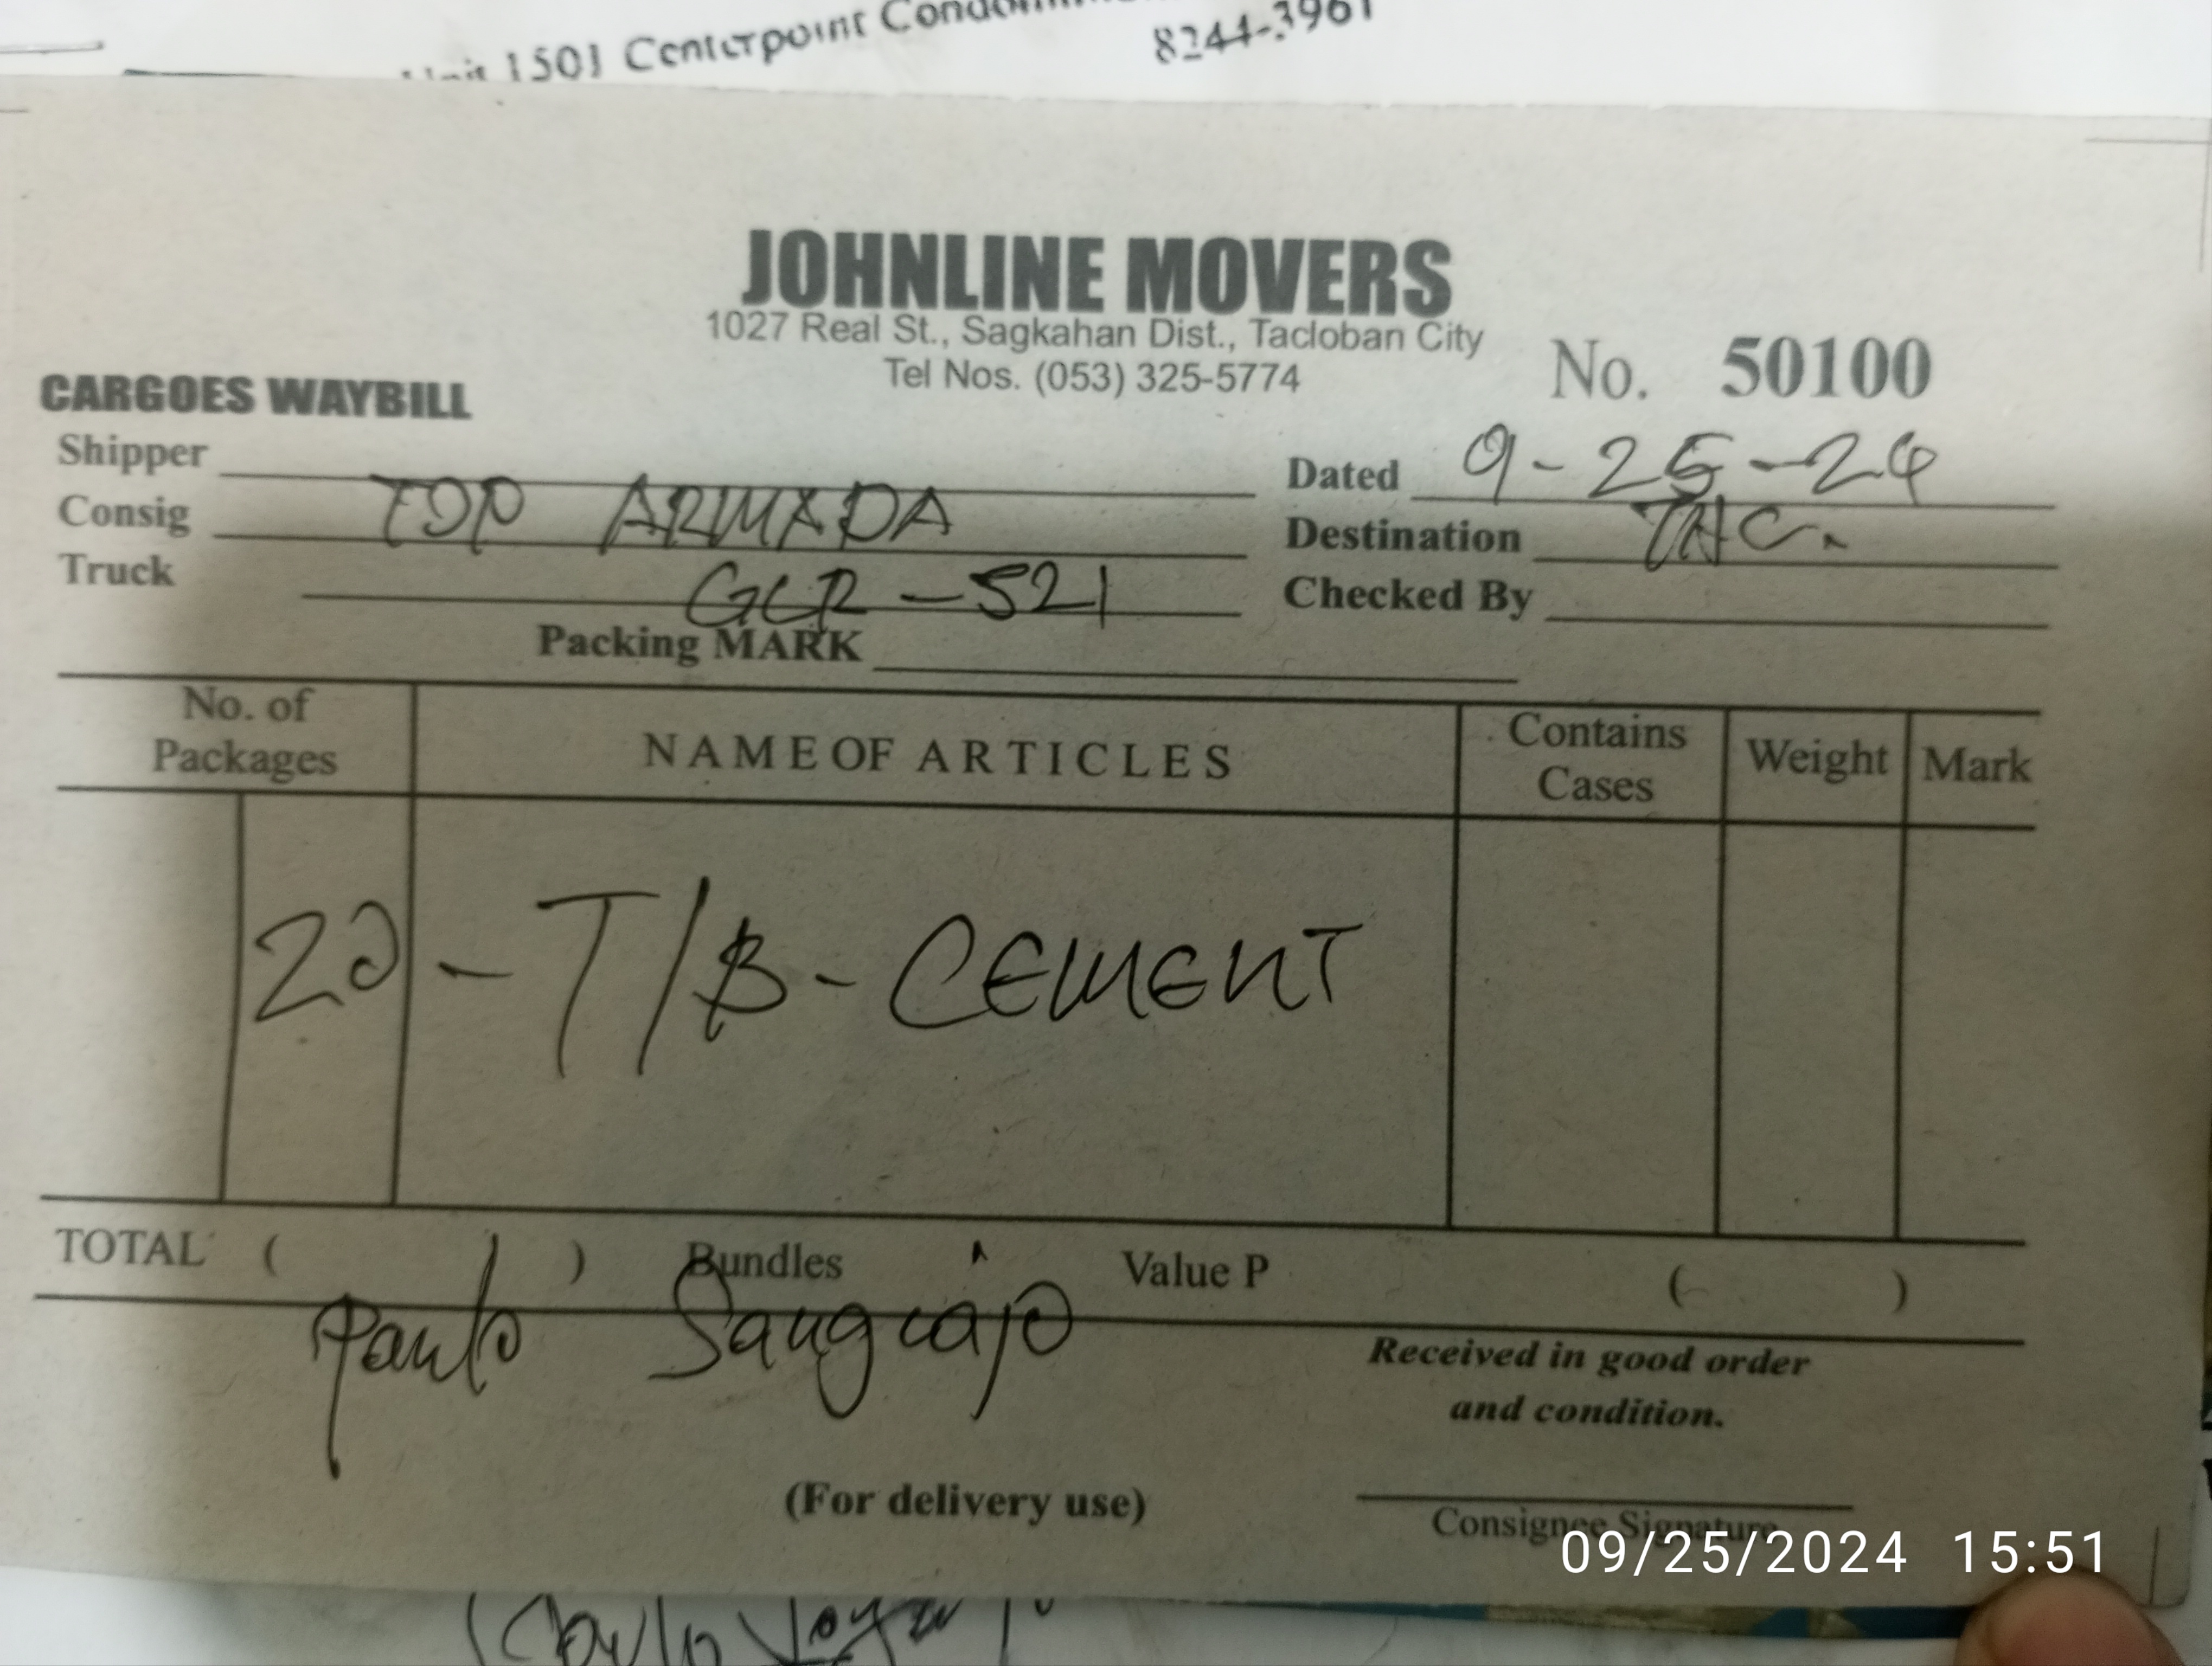 1501 Centerpoint
8244-3961
JOHNLINE MOVERS
1027 Real St., Sagkahan Dist., Tacloban City
Tel Nos. (053) 325-5774
No. 50100
CARGOES WAYBILL
Shipper
Dated 9-25-24
Consig TOP ARMADA
Destination TAC.
Truck GCR-521
Checked By
Packing MARK
No. of Packages
NAME OF ARTICLES
Contains Cases
Weight
Mark
20 - T/B - CEMENT
TOTAL ( ) Bundles Value P ( )
Paulo Sanguajo
Received in good order
and condition.
(For delivery use)
Consignee Signature
09/25/2024 15:51